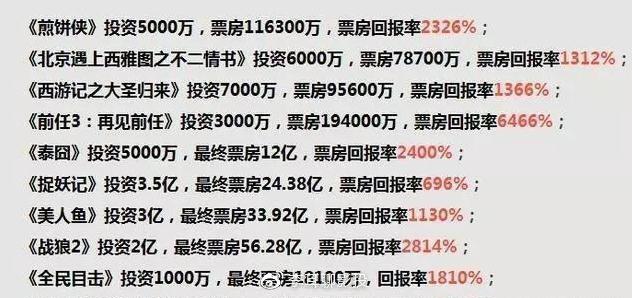 《煎饼侠》投资5000万，票房116300万，票房回报率2326%；
《北京遇上西雅图之不二情书》投资6000万，票房78700万，票房回报率1312%；
《西游记之大圣归来》投资7000万，票房95600万，票房回报率1366%；
《前任3：再见前任》投资3000万，票房194000万，票房回报率6466%；
《泰囧》投资5000万，最终票房12亿，票房回报率2400%；
《捉妖记》投资3.5亿，最终票房24.38亿，票房回报率696%；
《美人鱼》投资3亿，最终票房33.92亿，票房回报率1130%；
《战狼2》投资2亿，最终票房56.28亿，票房回报率2814%；
《全民目击》投资1000万，最终票18100万，回报率1810%；